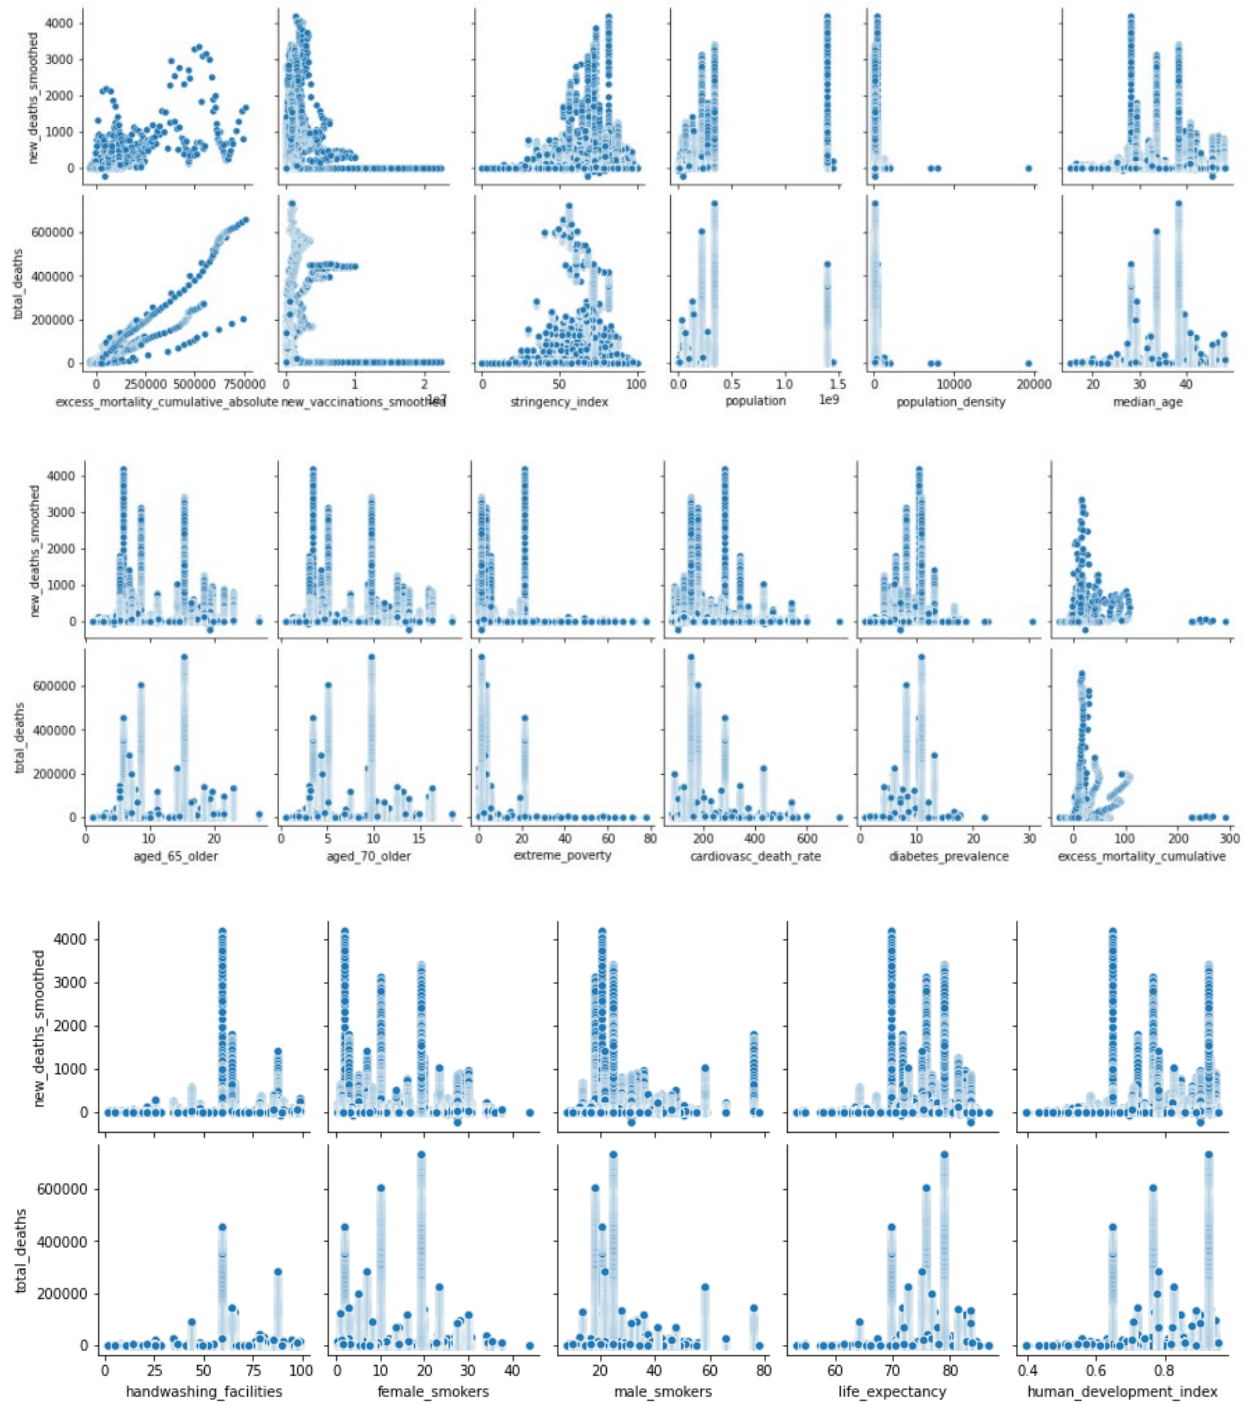 4000
3000
2000
1000
0
new_deaths_smoothed
600000
400000
200000
0
total_deaths
0 250000 500000 750000 0 1 2 0 50 100 0.0 0.5 1.0 1.5 0 10000 20000 20 40
excess_mortality_cumulative_absolute new_vaccinations_smoothed 1e7 stringency_index population 1e9 population_density median_age
4000
3000
2000
1000
0
new_deaths_smoothed
600000
400000
200000
0
total_deaths
0 10 20 0 5 10 15 0 20 40 60 80 200 400 600 0 10 20 30 0 100 200 300
aged_65_older aged_70_older extreme_poverty cardiovasc_death_rate diabetes_prevalence excess_mortality_cumulative
4000
3000
2000
1000
0
new_deaths_smoothed
600000
400000
200000
0
total_deaths
0 25 50 75 100 0 10 20 30 40 20 40 60 80 60 70 80 0.4 0.6 0.8
handwashing_facilities female_smokers male_smokers life_expectancy human_development_index